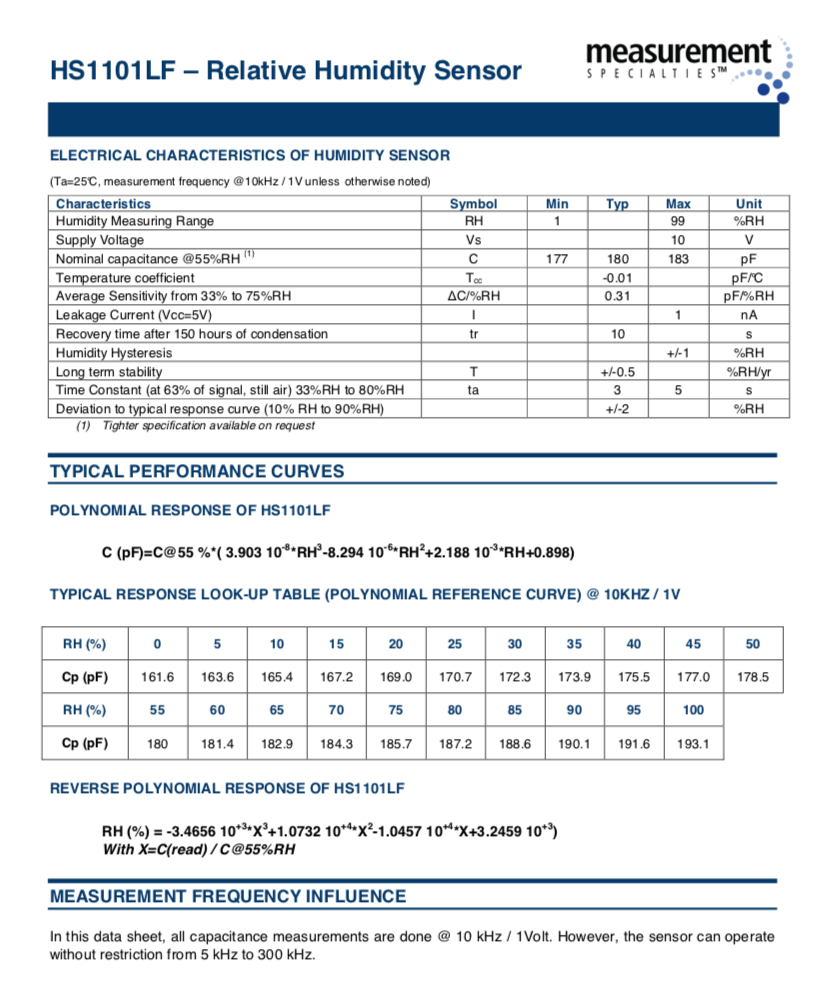 HS1101LF – Relative Humidity Sensor
measurement
SPECIALTIES™
ELECTRICAL CHARACTERISTICS OF HUMIDITY SENSOR
(Ta=25℃, measurement frequency @10kHz / 1V unless otherwise noted)
Characteristics Symbol Min Typ Max Unit
Humidity Measuring Range RH 1 99 %RH
Supply Voltage Vs 10 V
Nominal capacitance @55%RH (1) C 177 180 183 pF
Temperature coefficient Tcc -0.01 pF/℃
Average Sensitivity from 33% to 75%RH ΔC/%RH 0.31 pF/%RH
Leakage Current (Vcc=5V) I 1 nA
Recovery time after 150 hours of condensation tr 10 s
Humidity Hysteresis +/-1 %RH
Long term stability T +/-0.5 %RH/yr
Time Constant (at 63% of signal, still air) 33%RH to 80%RH ta 3 5 s
Deviation to typical response curve (10% RH to 90%RH) +/-2 %RH
(1) Tighter specification available on request
TYPICAL PERFORMANCE CURVES
POLYNOMIAL RESPONSE OF HS1101LF
C (pF)=C@55 %*( 3.903 10⁻⁸*RH³-8.294 10⁻⁶*RH²+2.188 10⁻³*RH+0.898)
TYPICAL RESPONSE LOOK-UP TABLE (POLYNOMIAL REFERENCE CURVE) @ 10KHZ / 1V
RH (%) 0 5 10 15 20 25 30 35 40 45 50
Cp (pF) 161.6 163.6 165.4 167.2 169.0 170.7 172.3 173.9 175.5 177.0 178.5
RH (%) 55 60 65 70 75 80 85 90 95 100
Cp (pF) 180 181.4 182.9 184.3 185.7 187.2 188.6 190.1 191.6 193.1
REVERSE POLYNOMIAL RESPONSE OF HS1101LF
RH (%) = -3.4656 10⁺³*X³+1.0732 10⁺⁴*X²-1.0457 10⁺⁴*X+3.2459 10⁺³)
With X=C(read) / C@55%RH
MEASUREMENT FREQUENCY INFLUENCE
In this data sheet, all capacitance measurements are done @ 10 kHz / 1Volt. However, the sensor can operate
without restriction from 5 kHz to 300 kHz.